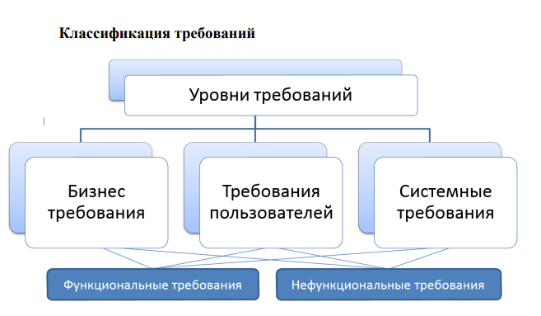 Классификация требований
Уровни требований
Бизнес
требования
Требования
пользователей
Системные
требования
Функциональные требования
Нефункциональные требования